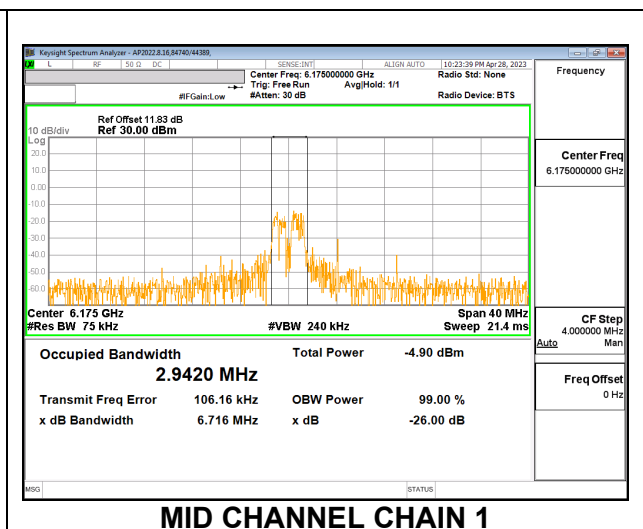 Keysight Spectrum Analyzer - AP2022.8.16,84740/44389,
L RF 50 Ω DC SENSE:INT ALIGN AUTO 10:23:39 PM Apr 28, 2023
Center Freq: 6.175000000 GHz Radio Std: None
Trig: Free Run Avg|Hold: 1/1
#IFGain:Low #Atten: 30 dB Radio Device: BTS
Frequency
Ref Offset 11.83 dB
10 dB/div Ref 30.00 dBm
Log
20.0
10.0
0.00
-10.0
-20.0
-30.0
-40.0
-50.0
-60.0
Center 6.175 GHz Span 40 MHz
#Res BW 75 kHz #VBW 240 kHz Sweep 21.4 ms
Center Freq
6.175000000 GHz
CF Step
4.000000 MHz
Auto Man
Freq Offset
0 Hz
Occupied Bandwidth Total Power -4.90 dBm
2.9420 MHz
Transmit Freq Error 106.16 kHz OBW Power 99.00 %
x dB Bandwidth 6.716 MHz x dB -26.00 dB
MSG STATUS
MID CHANNEL CHAIN 1